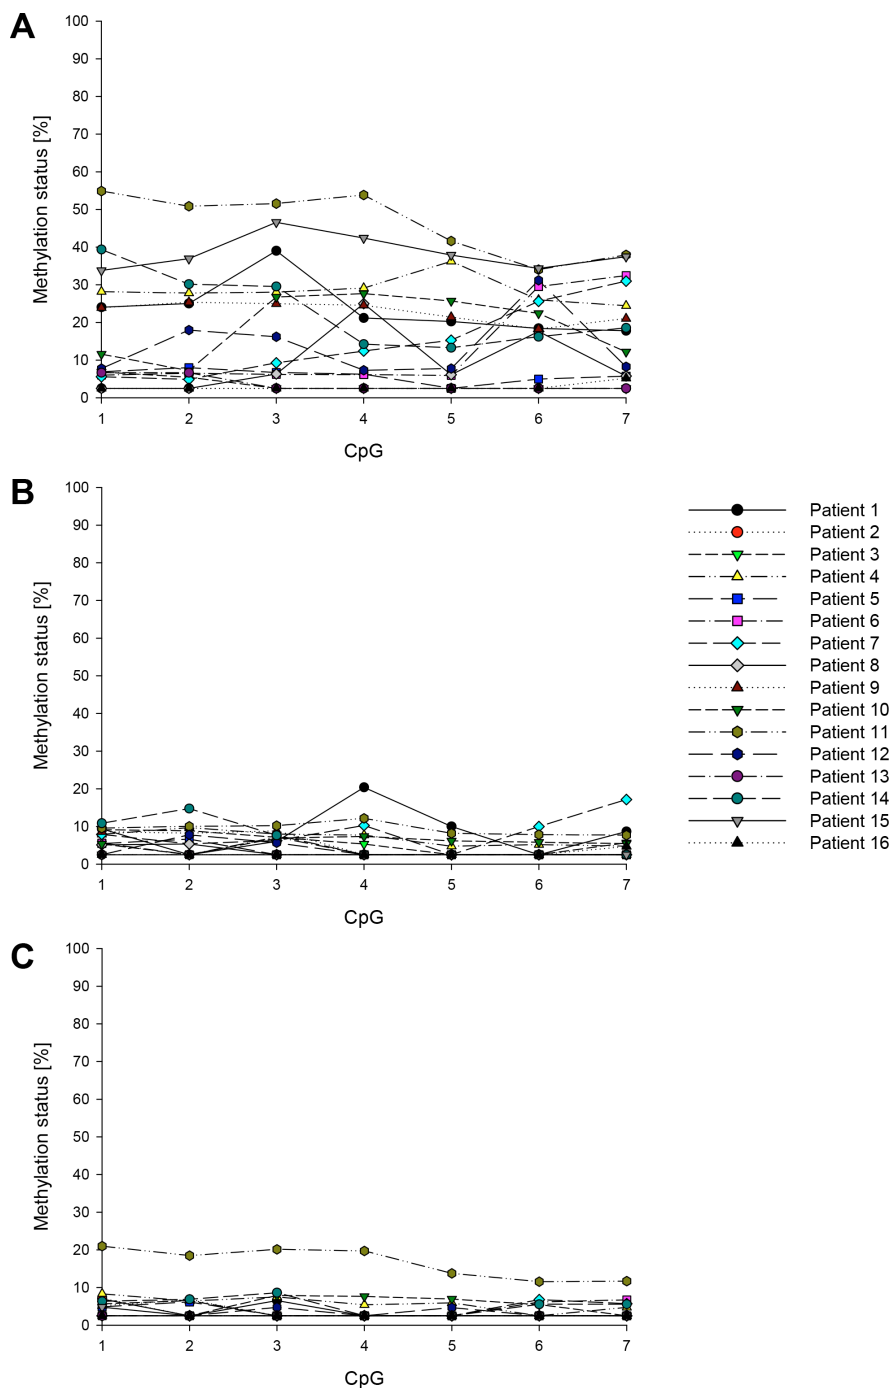 A
100
90
80
70
60
50
40
30
20
10
0
Methylation status [%]
1 2 3 4 5 6 7
CpG
B
100
90
80
70
60
50
40
30
20
10
0
Methylation status [%]
1 2 3 4 5 6 7
CpG
Patient 1
Patient 2
Patient 3
Patient 4
Patient 5
Patient 6
Patient 7
Patient 8
Patient 9
Patient 10
Patient 11
Patient 12
Patient 13
Patient 14
Patient 15
Patient 16
C
100
90
80
70
60
50
40
30
20
10
0
Methylation status [%]
1 2 3 4 5 6 7
CpG